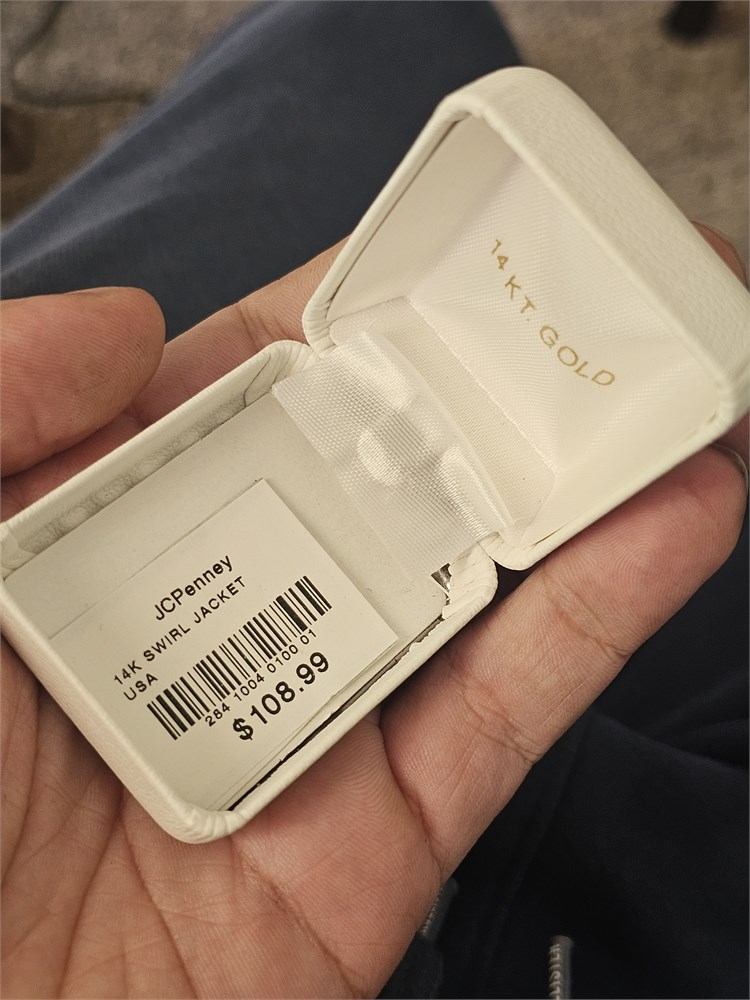 14 KT. GOLD
JCPenney
14K SWIRL JACKET
USA
284 1004 0100 01
$108.99